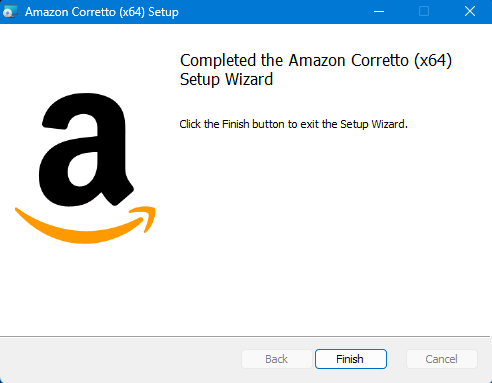 Amazon Corretto (x64) Setup
Completed the Amazon Corretto (x64)
Setup Wizard
Click the Finish button to exit the Setup Wizard.
a
Back
Finish
Cancel